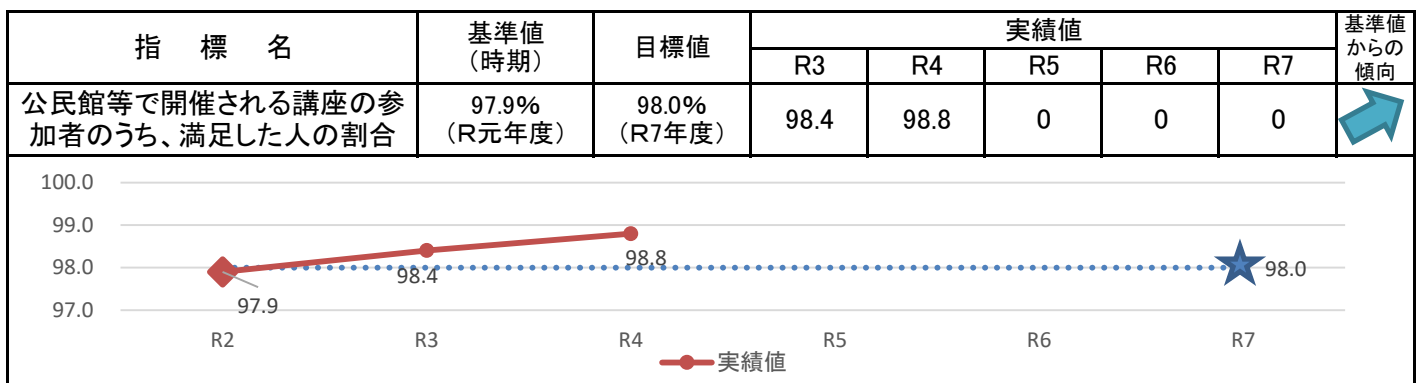 指 標 名
基準値
（時期）
目標値
実績値
基準値
からの
傾向
R3 R4 R5 R6 R7
公民館等で開催される講座の参
加者のうち、満足した人の割合
97.9%
（R元年度）
98.0%
（R7年度）
98.4 98.8 0 0 0
100.0
99.0
98.0
97.0
97.9
98.4
98.8
98.0
R2 R3 R4 R5 R6 R7
実績値